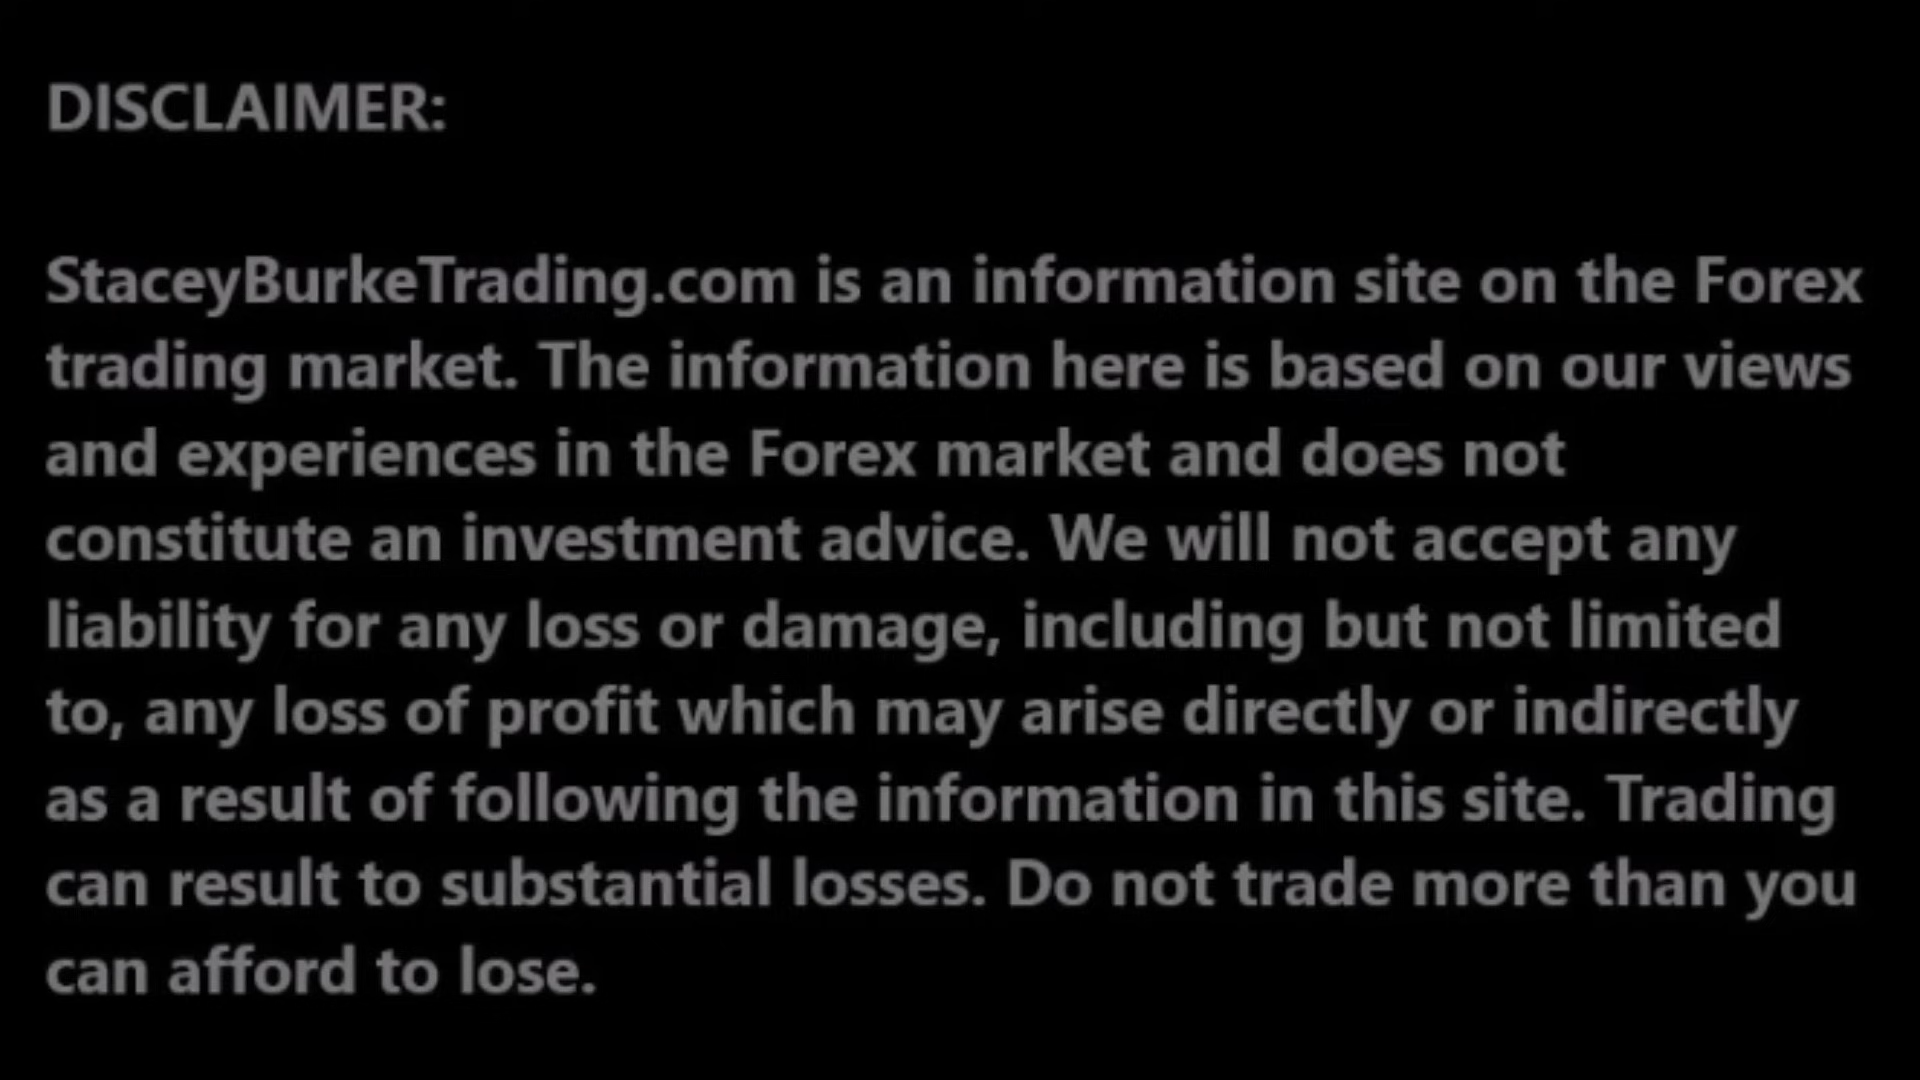 DISCLAIMER:
StaceyBurkeTrading.com is an information site on the Forex
trading market. The information here is based on our views
and experiences in the Forex market and does not
constitute an investment advice. We will not accept any
liability for any loss or damage, including but not limited
to, any loss of profit which may arise directly or indirectly
as a result of following the information in this site. Trading
can result to substantial losses. Do not trade more than you
can afford to lose.